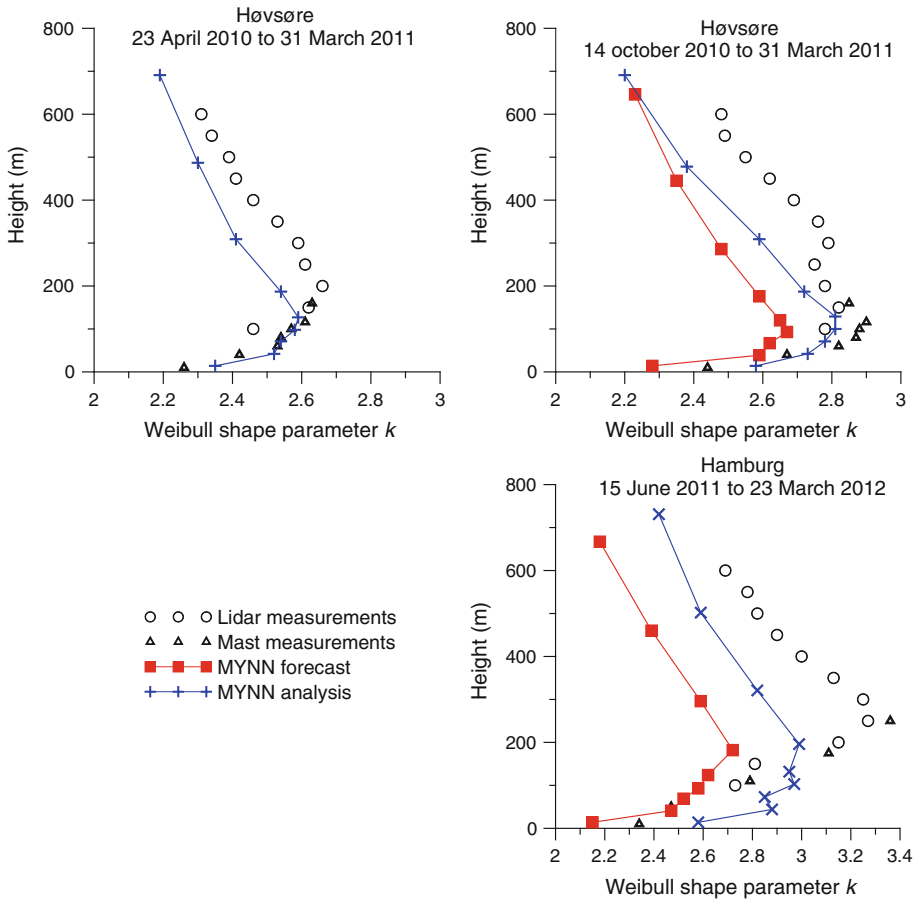 Høvsøre
23 April 2010 to 31 March 2011
800
600
400
200
0
Height (m)
2
2.2
2.4
2.6
2.8
3
Weibull shape parameter k
Høvsøre
14 october 2010 to 31 March 2011
800
600
400
200
0
Height (m)
2
2.2
2.4
2.6
2.8
3
Weibull shape parameter k
Lidar measurements
Mast measurements
MYNN forecast
MYNN analysis
Hamburg
15 June 2011 to 23 March 2012
800
600
400
200
0
Height (m)
2
2.2
2.4
2.6
2.8
3
3.2
3.4
Weibull shape parameter k